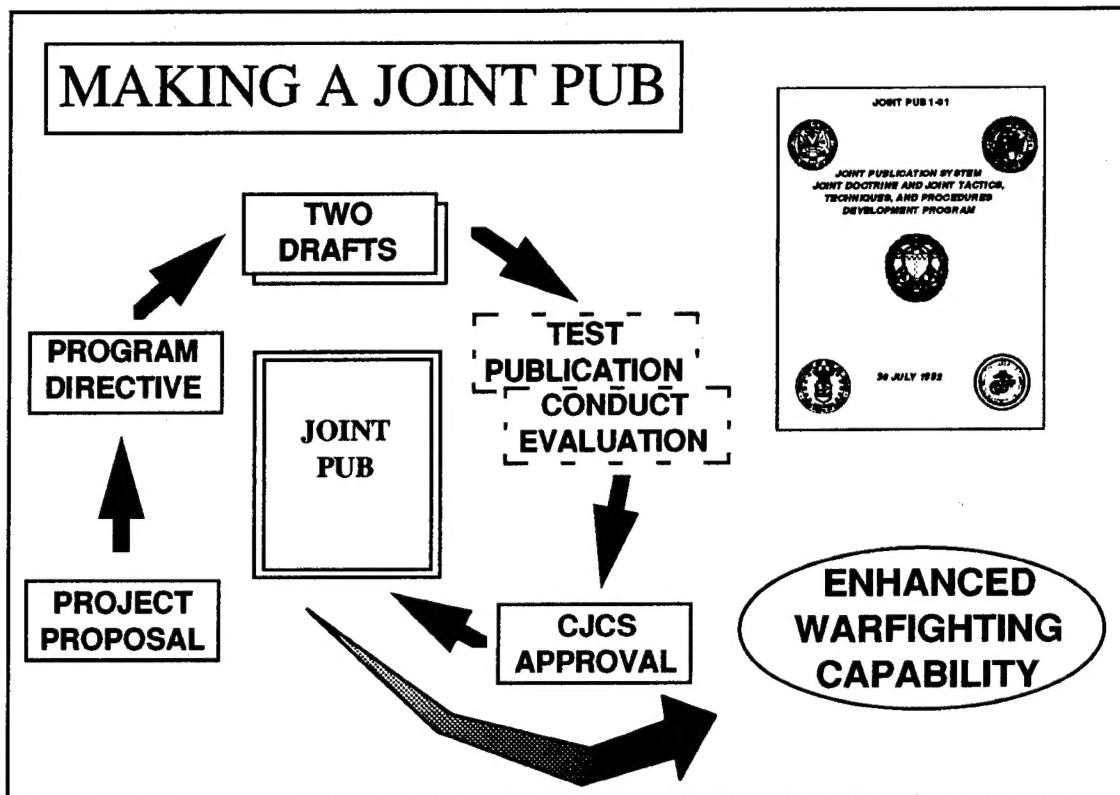 MAKING A JOINT PUB
JOINT PUB 1-01
JOINT PUBLICATION SYSTEM
JOINT DOCTRINE AND JOINT TACTICS,
TECHNIQUES, AND PROCEDURES
DEVELOPMENT PROGRAM
30 JULY 1992
TWO
DRAFTS
TEST
PUBLICATION
CONDUCT
EVALUATION
PROGRAM
DIRECTIVE
JOINT
PUB
PROJECT
PROPOSAL
CJCS
APPROVAL
ENHANCED
WARFIGHTING
CAPABILITY